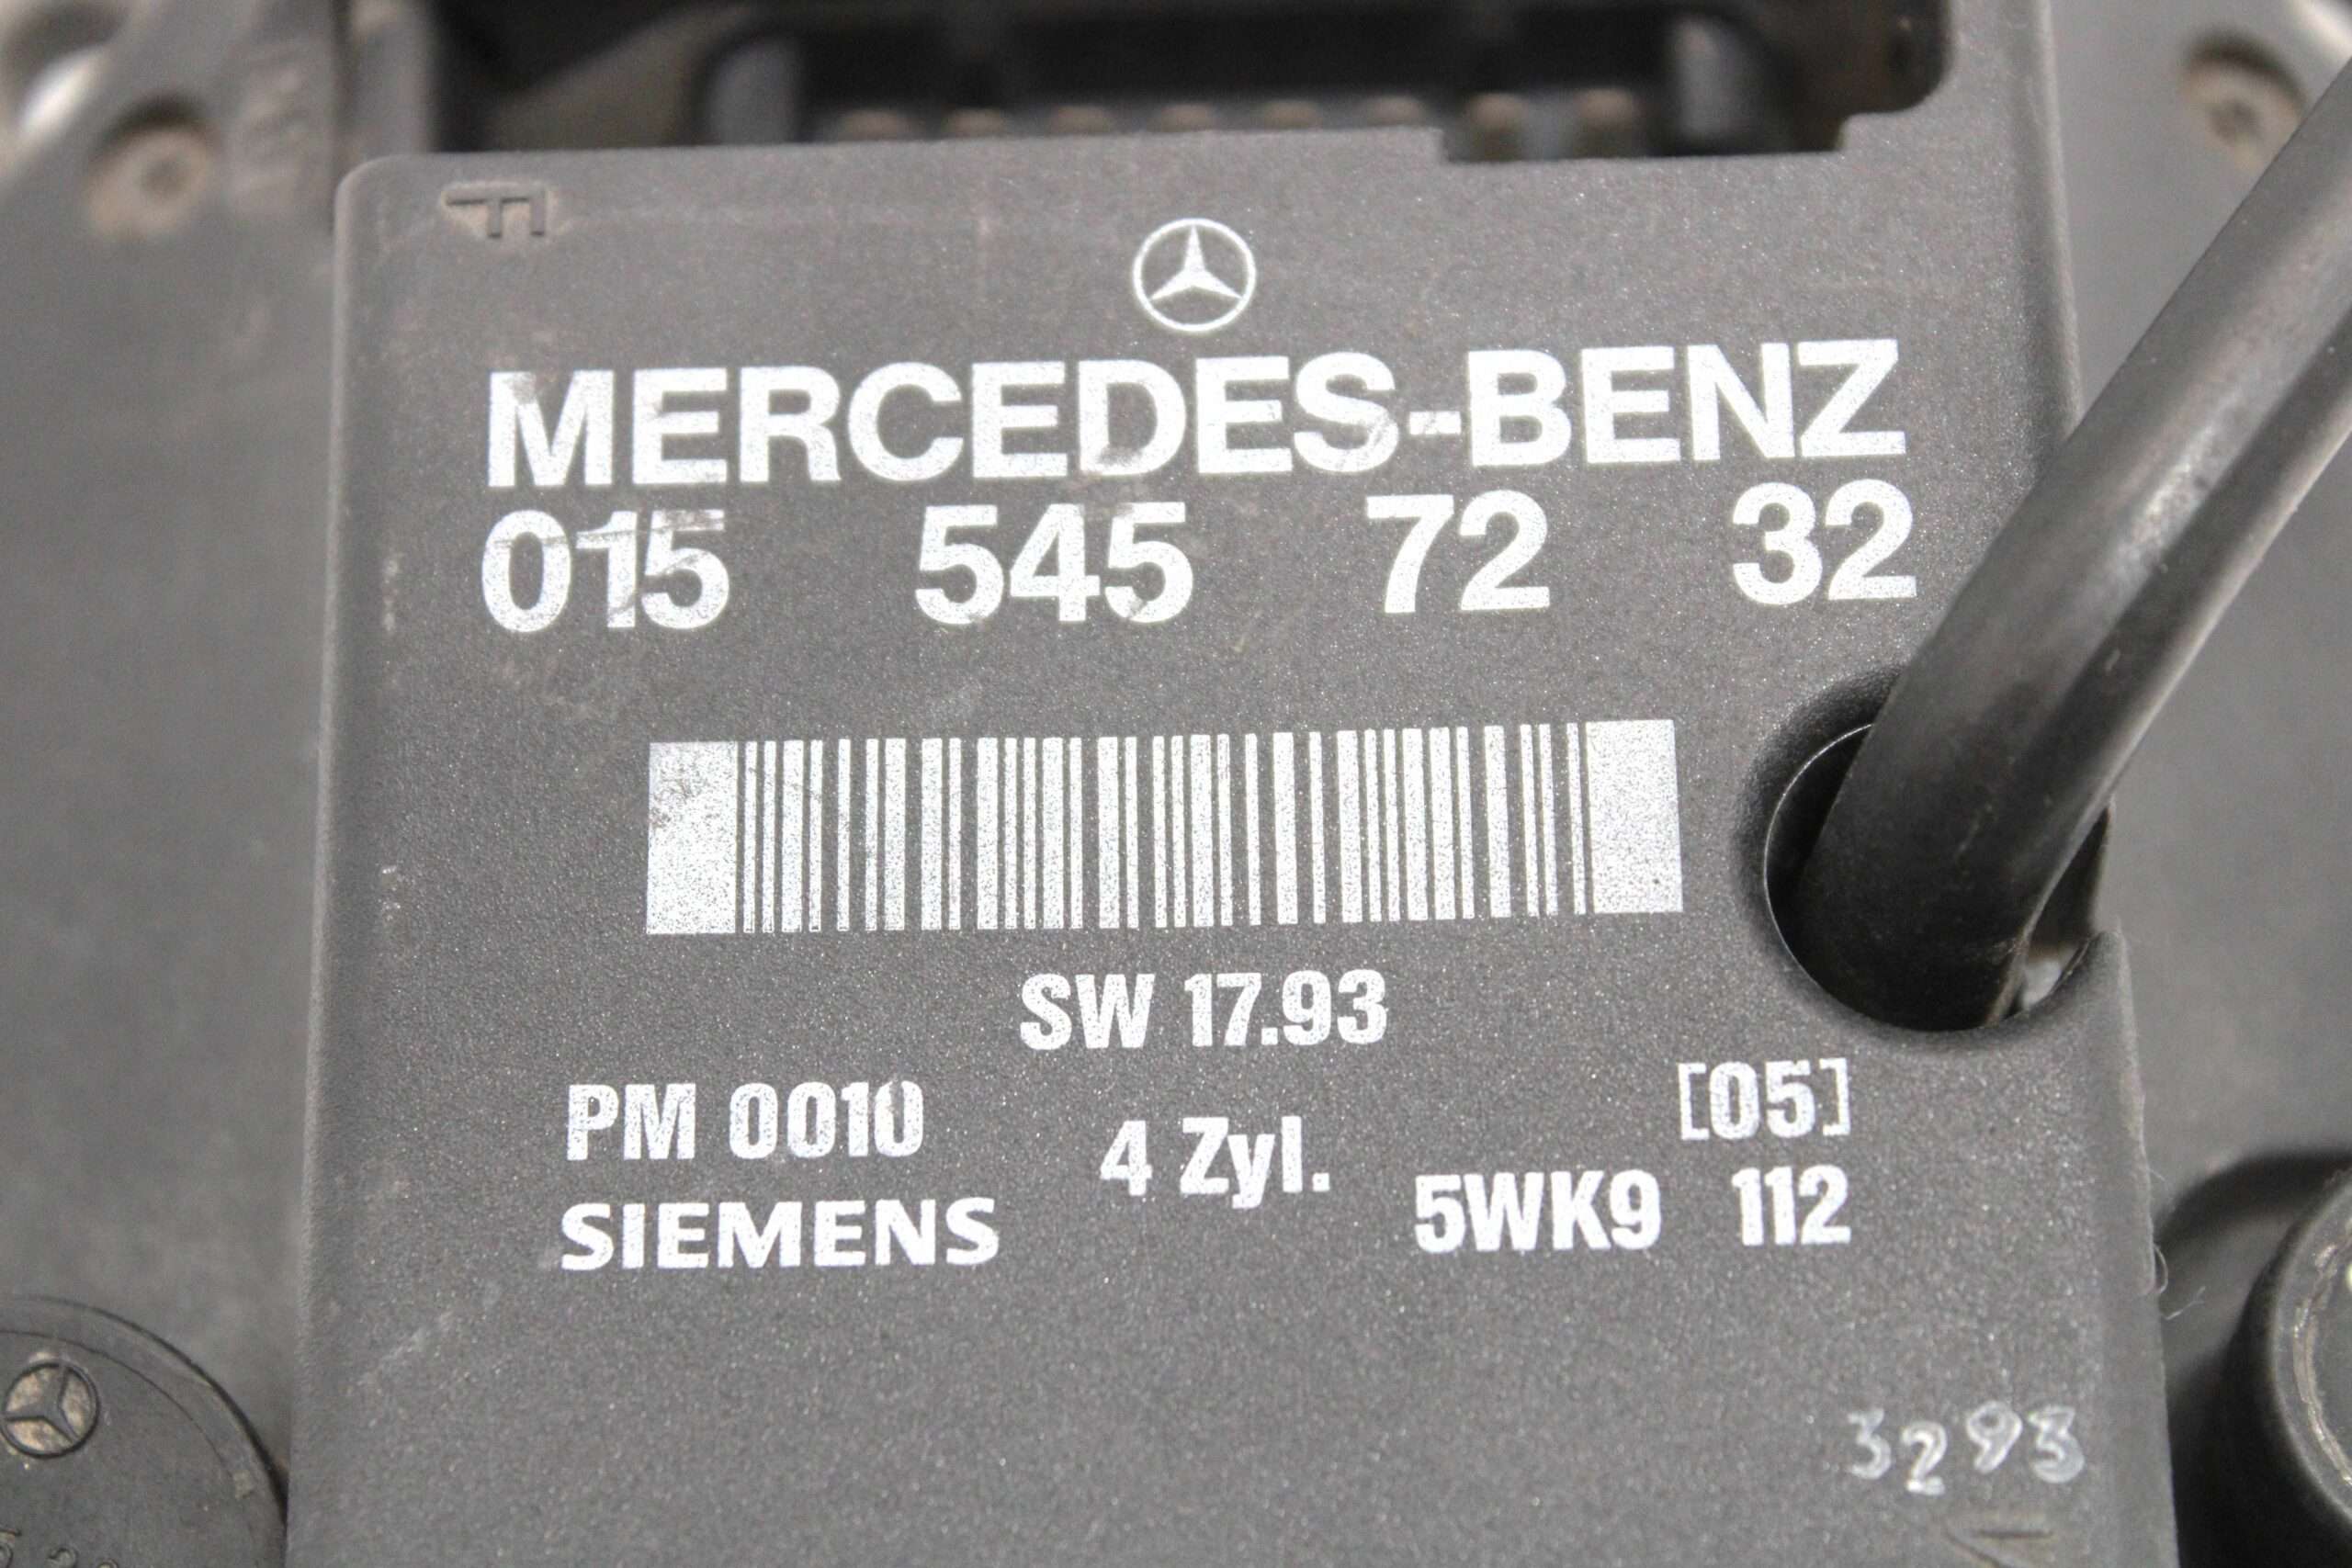 MERCEDES-BENZ
015 545 72 32
SW 17.93
PM 0010 4 Zyl. [05]
SIEMENS 5WK9 112
3293